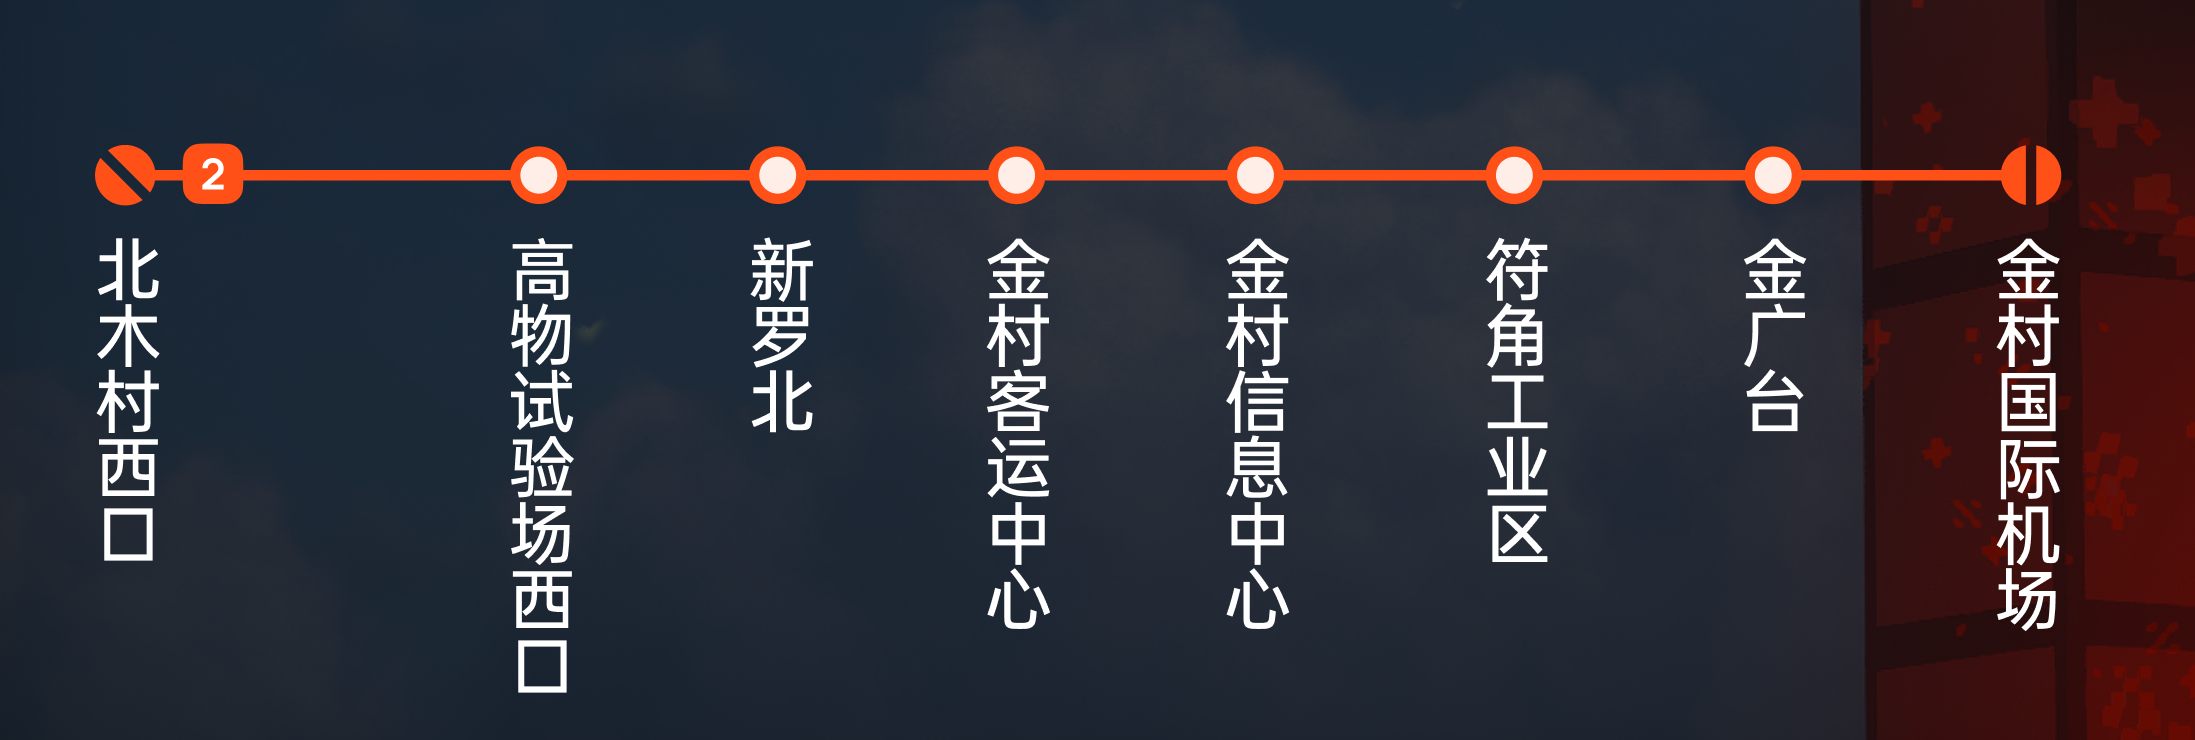 2
北木村西口
高物试验场西口
新罗北
金村客运中心
金村信息中心
符角工业区
金广台
金村国际机场